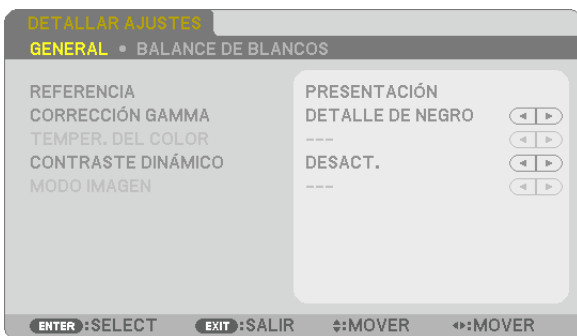 DETALLAR AJUSTES
GENERAL • BALANCE DE BLANCOS
REFERENCIA PRESENTACIÓN
CORRECCIÓN GAMMA DETALLE DE NEGRO
TEMPER. DEL COLOR ---
CONTRASTE DINÁMICO DESACT.
MODO IMAGEN ---
ENTER :SELECT EXIT :SALIR :MOVER :MOVER